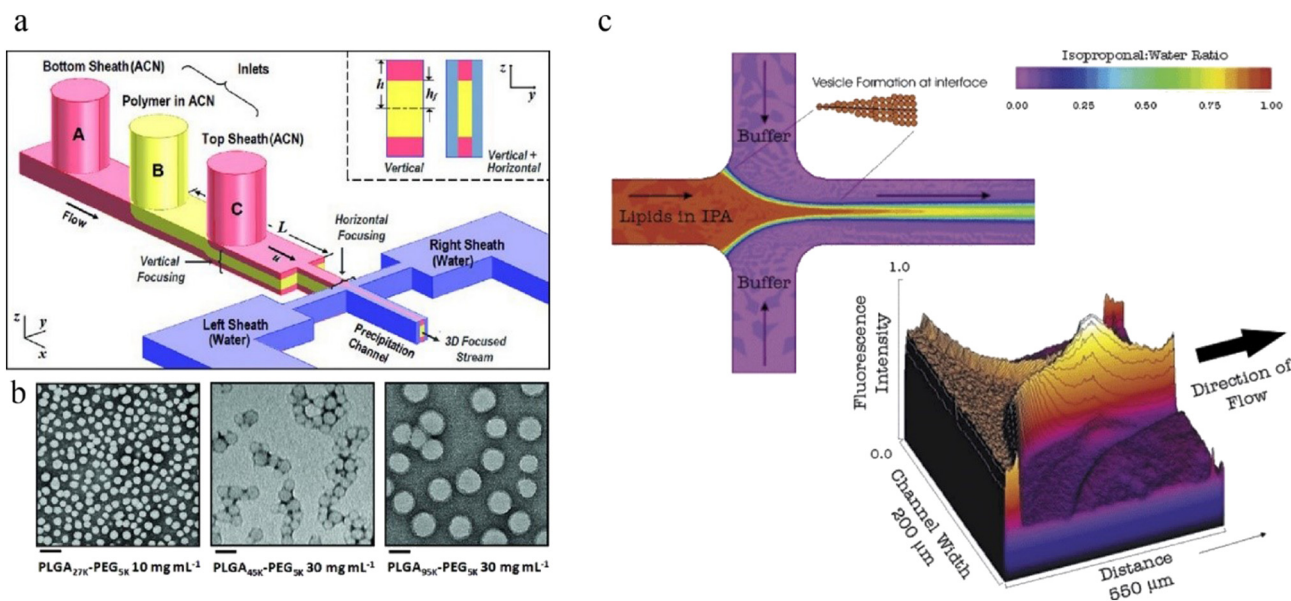 a
Bottom Sheath(ACN)
Inlets
Polymer in ACN
Top Sheath(ACN)
A
B
C
Flow
L
u
Vertical
Focusing
Horizontal
Focusing
Right Sheath
(Water)
Left Sheath
(Water)
Precipitation
Channel
3D Focused
Stream
z
y
x
h
hf
z
y
Vertical
Vertical +
Horizontal
b
PLGA27K-PEG5K 10 mg mL-1
PLGA45K-PEG5K 30 mg mL-1
PLGA95K-PEG5K 30 mg mL-1
c
Isoproponal:Water Ratio
0.00
0.25
0.50
0.75
1.00
Vesicle Formation at interface
Buffer
Lipids in IPA
Buffer
1.0
Fluorescence
Intensity
0.0
Channel Width
200 μm
Distance
550 μm
Direction of
Flow